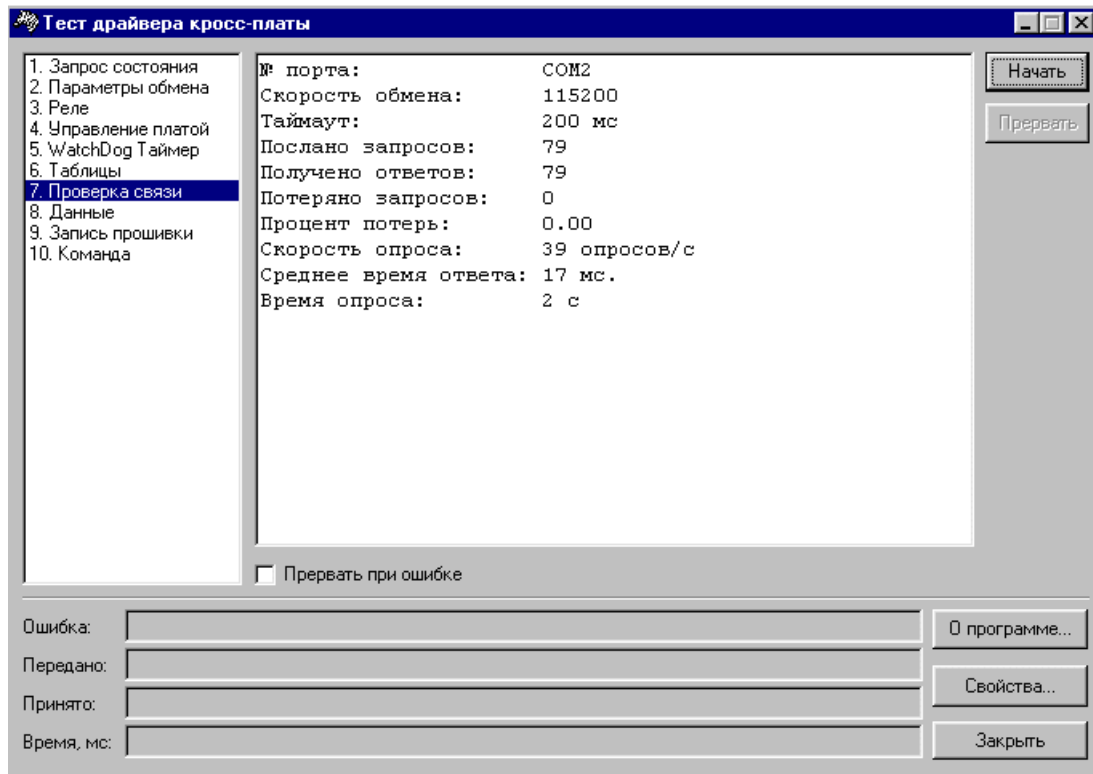 Тест драйвера кросс-платы
1. Запрос состояния
2. Параметры обмена
3. Реле
4. Управление платой
5. WatchDog Таймер
6. Таблицы
7. Проверка связи
8. Данные
9. Запись прошивки
10. Команда
№ порта: COM2
Скорость обмена: 115200
Таймаут: 200 мс
Послано запросов: 79
Получено ответов: 79
Потеряно запросов: 0
Процент потерь: 0.00
Скорость опроса: 39 опросов/с
Среднее время ответа: 17 мс.
Время опроса: 2 с
Начать
Прервать
Прервать при ошибке
Ошибка:
Передано:
Принято:
Время, мс:
О программе...
Свойства...
Закрыть